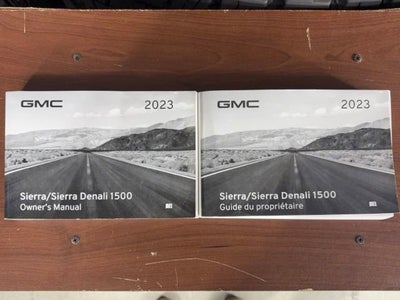 GMC 2023
Sierra/Sierra Denali 1500
Owner's Manual
GMC 2023
Sierra/Sierra Denali 1500
Guide du propriétaire